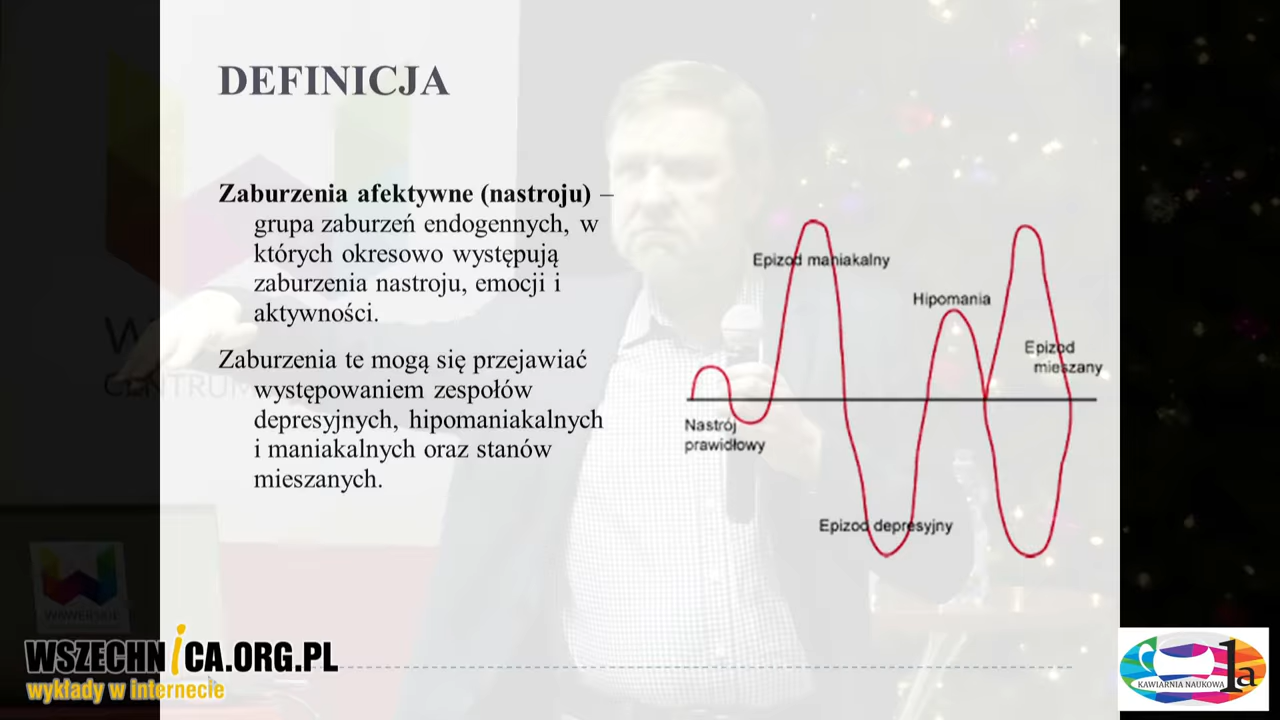 DEFINICJA
Zaburzenia afektywne (nastroju) –
grupa zaburzeń endogennych, w
których okresowo występują
zaburzenia nastroju, emocji i
aktywności.
Zaburzenia te mogą się przejawiać
występowaniem zespołów
depresyjnych, hipomaniakalnych
i maniakalnych oraz stanów
mieszanych.
Epizod maniakalny
Hipomania
Epizod
mieszany
Nastrój
prawidłowy
Epizod depresyjny
W
CENTRUM
WAWERSKIE
WSZECHNICA.ORG.PL
wykłady w internecie
KAWIARNIA NAUKOWA 1a